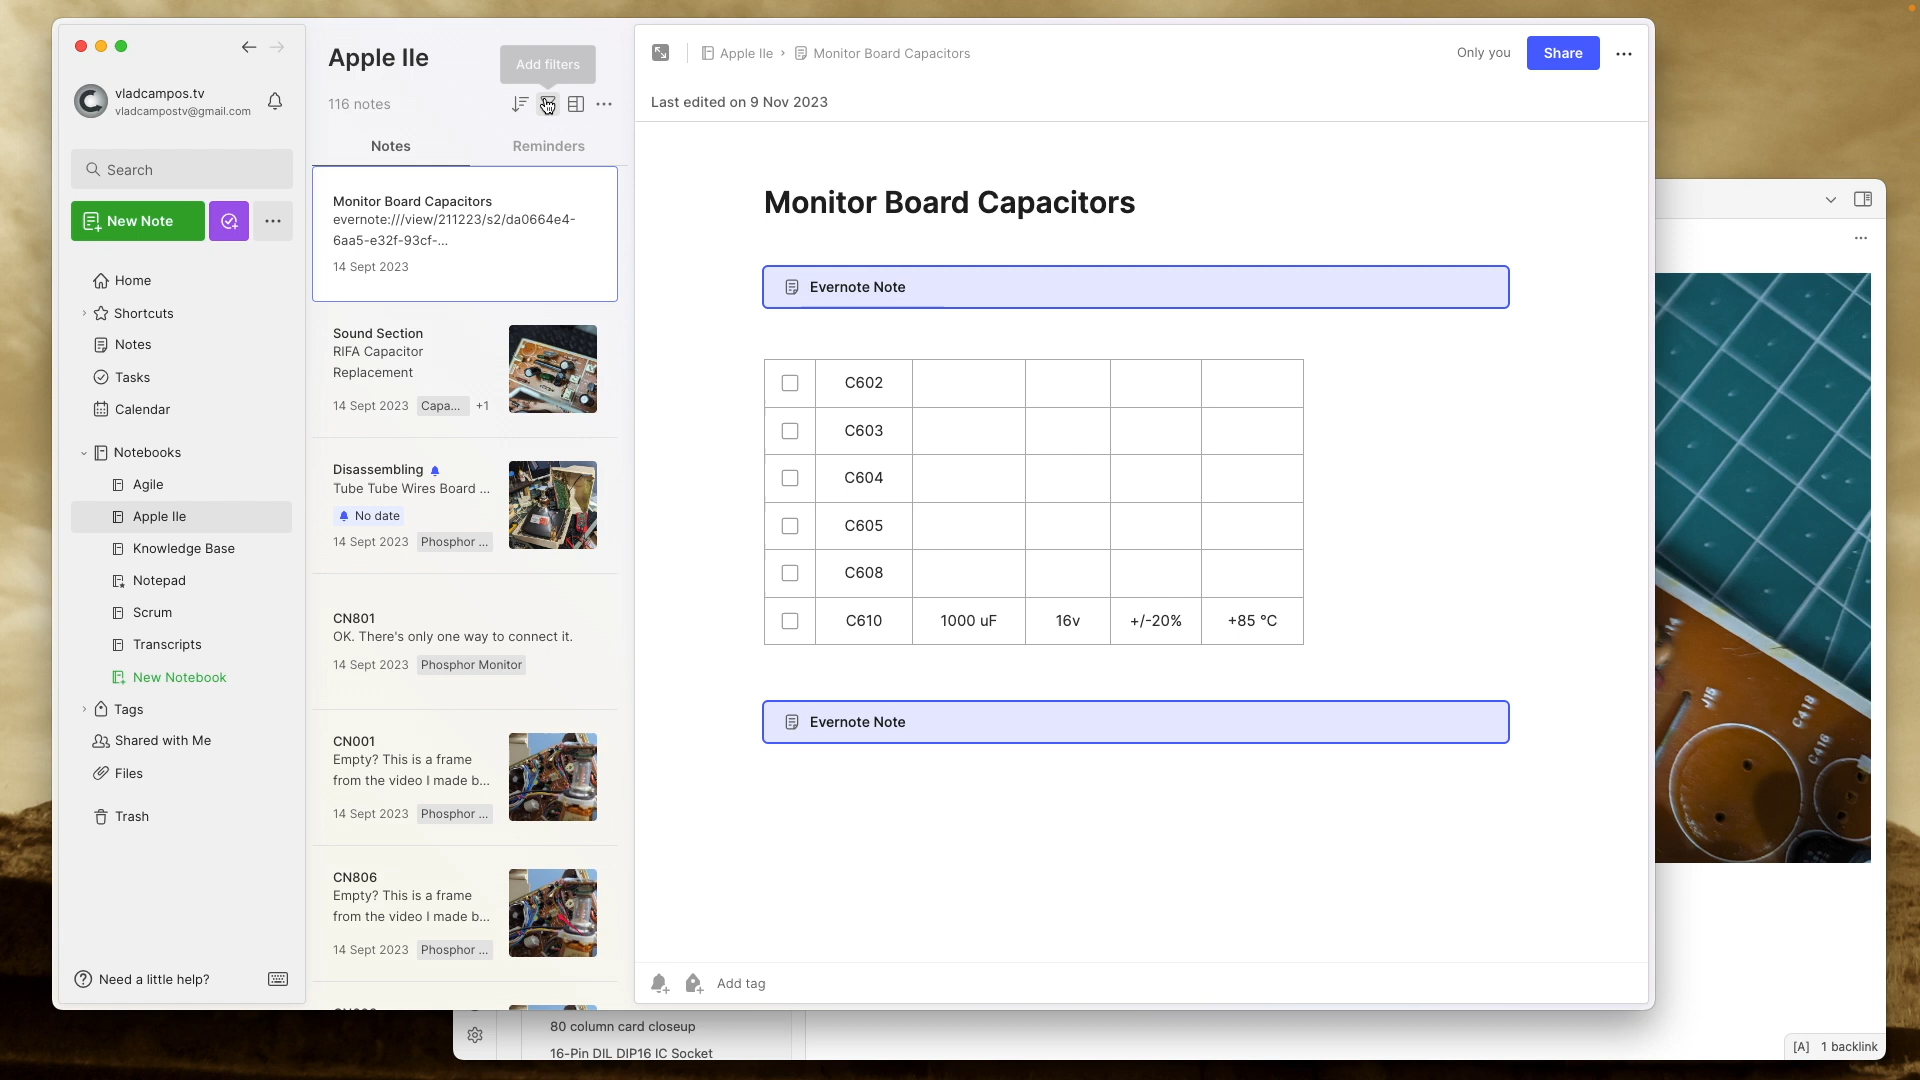 vladcampos.tv
vladcampostv@gmail.com
Search
New Note
Home
Shortcuts
Notes
Tasks
Calendar
Notebooks
Agile
Apple IIe
Knowledge Base
Notepad
Scrum
Transcripts
New Notebook
Tags
Shared with Me
Files
Trash
Need a little help?
Apple IIe
Add filters
116 notes
Notes
Reminders
Monitor Board Capacitors
evernote:///view/211223/s2/da0664e4-
6aa5-e32f-93cf-...
14 Sept 2023
Sound Section
RIFA Capacitor
Replacement
14 Sept 2023 Capa... +1
Disassembling
Tube Tube Wires Board ...
No date
14 Sept 2023 Phosphor ...
CN801
OK. There's only one way to connect it.
14 Sept 2023 Phosphor Monitor
CN001
Empty? This is a frame
from the video I made b...
14 Sept 2023 Phosphor ...
CN806
Empty? This is a frame
from the video I made b...
14 Sept 2023 Phosphor ...
Apple IIe › Monitor Board Capacitors
Only you
Share
Last edited on 9 Nov 2023
Monitor Board Capacitors
Evernote Note
C602
C603
C604
C605
C608
C610 1000 uF 16v +/-20% +85 °C
Evernote Note
Add tag
J15
C419
C416
80 column card closeup
16-Pin DIL DIP16 IC Socket
[A] 1 backlink